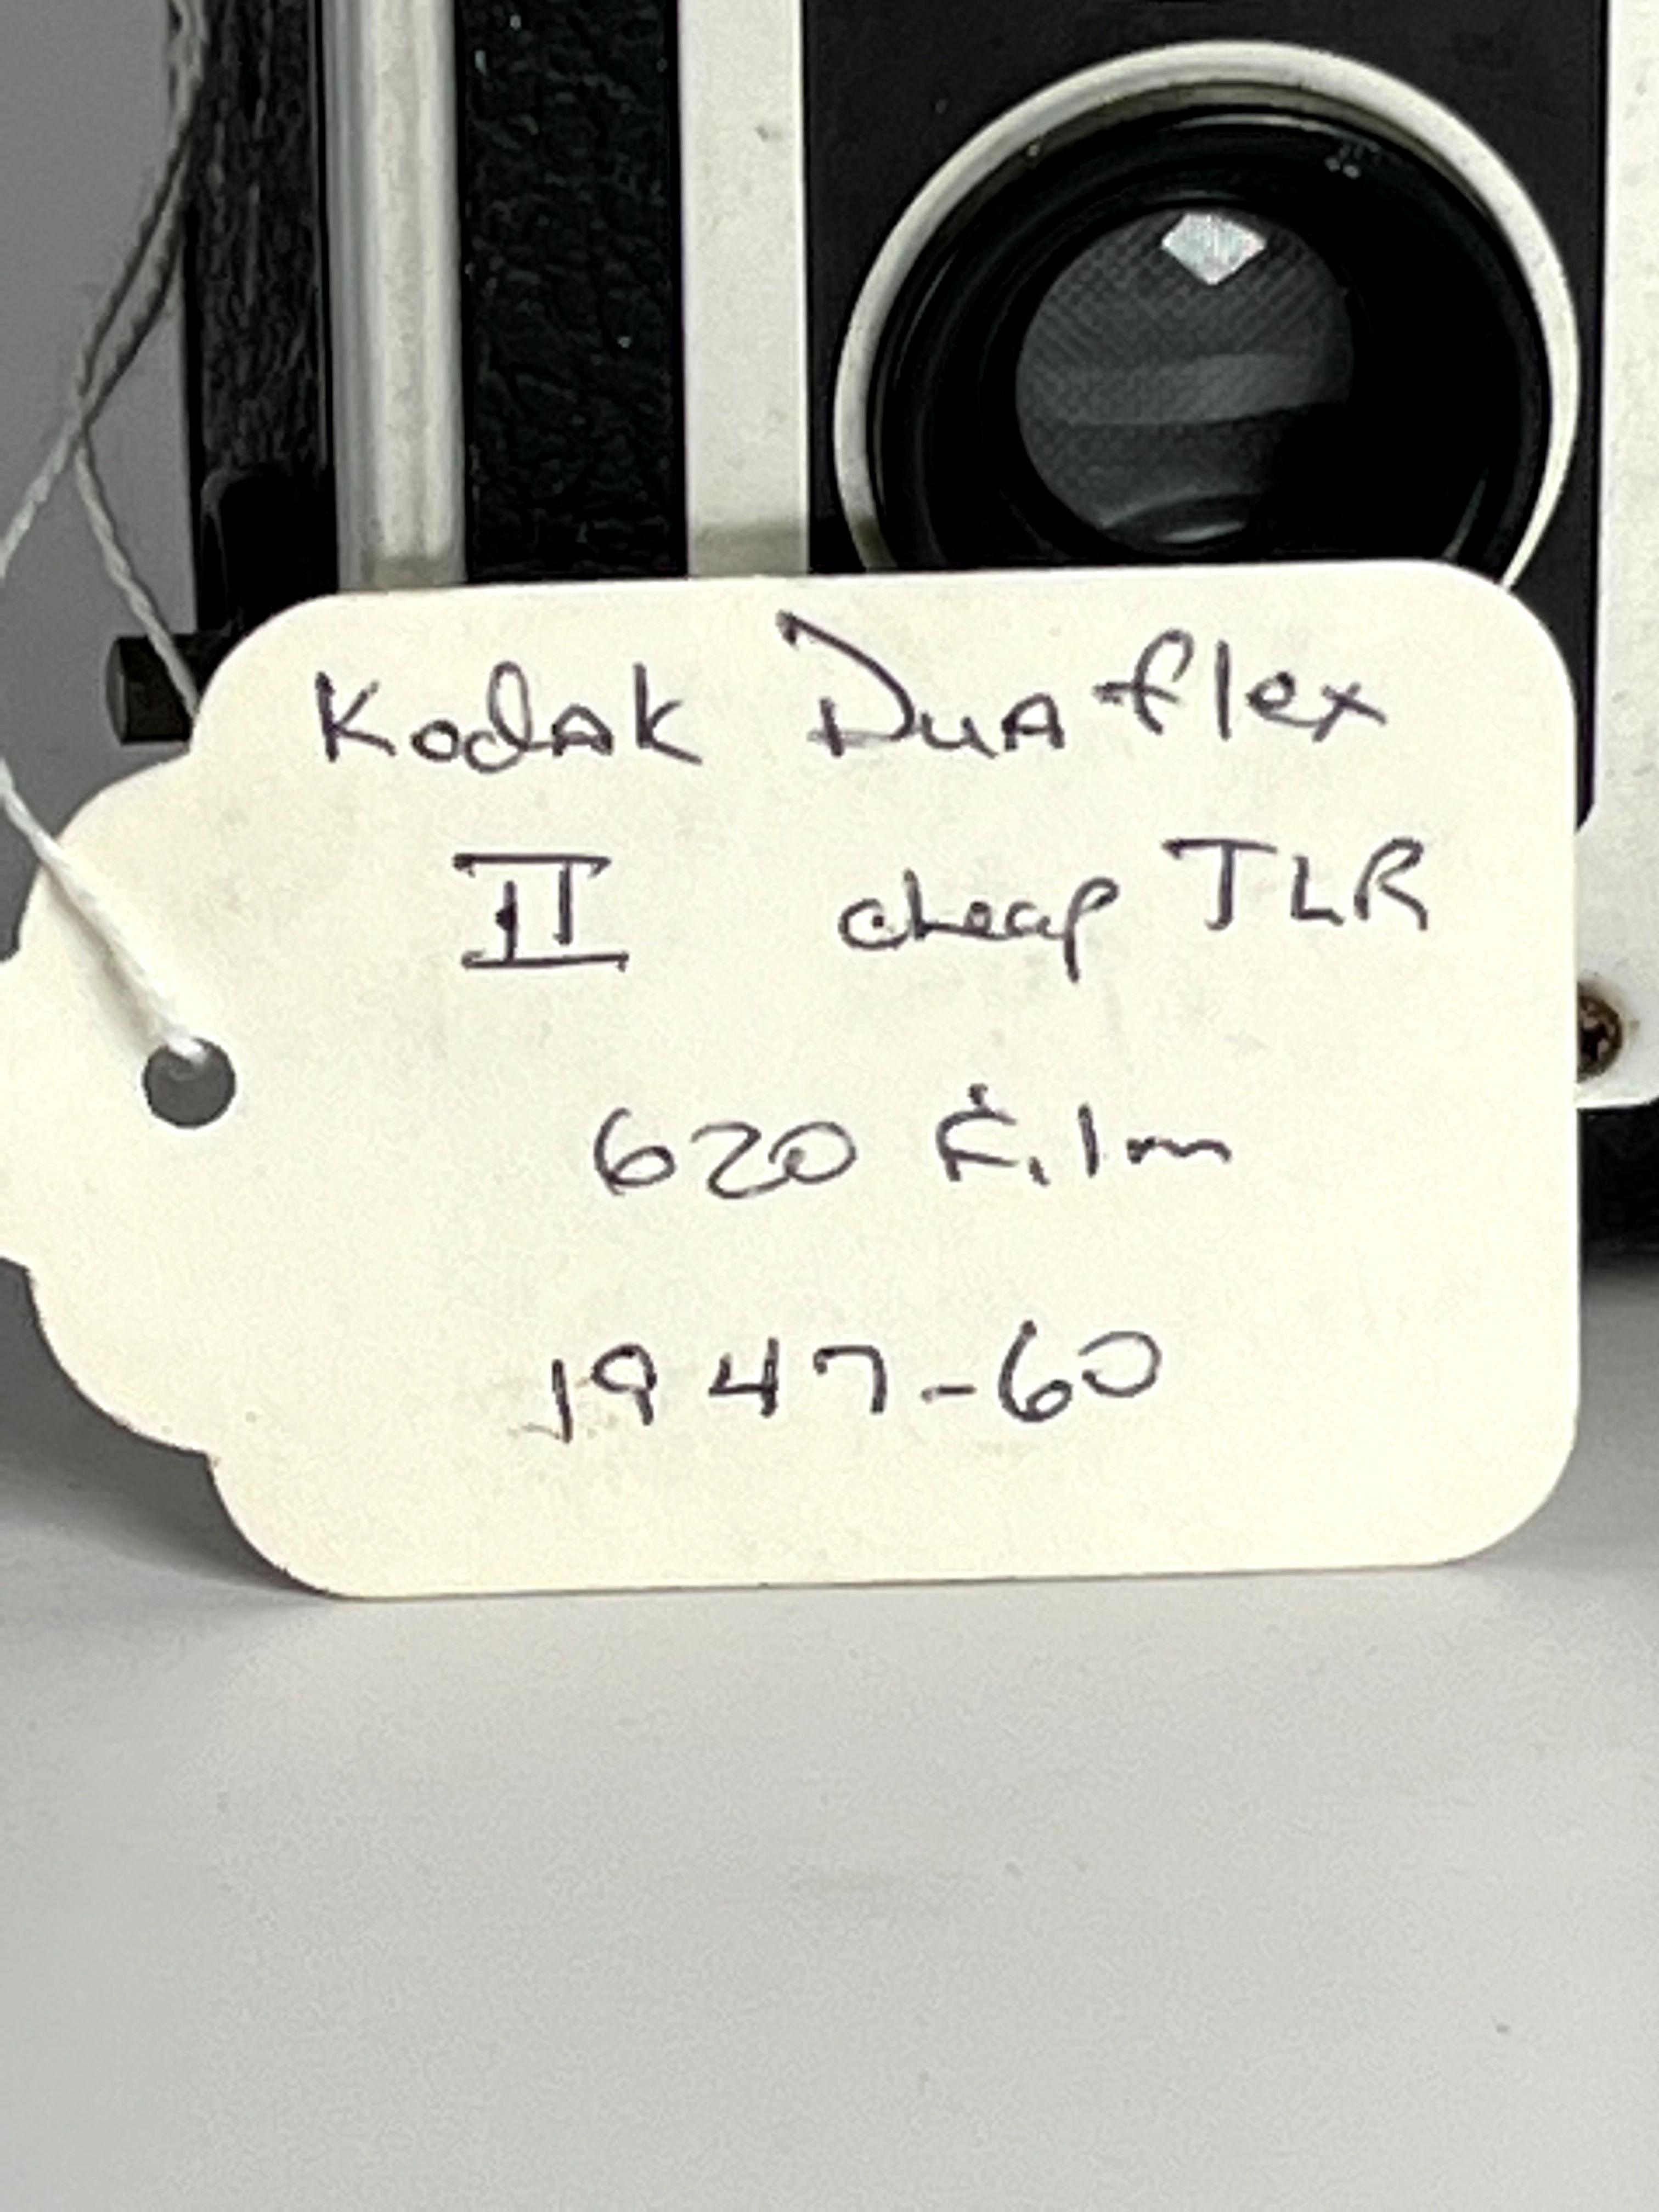 Kodak Duaflex
II cheap TLR
620 film
1947-60